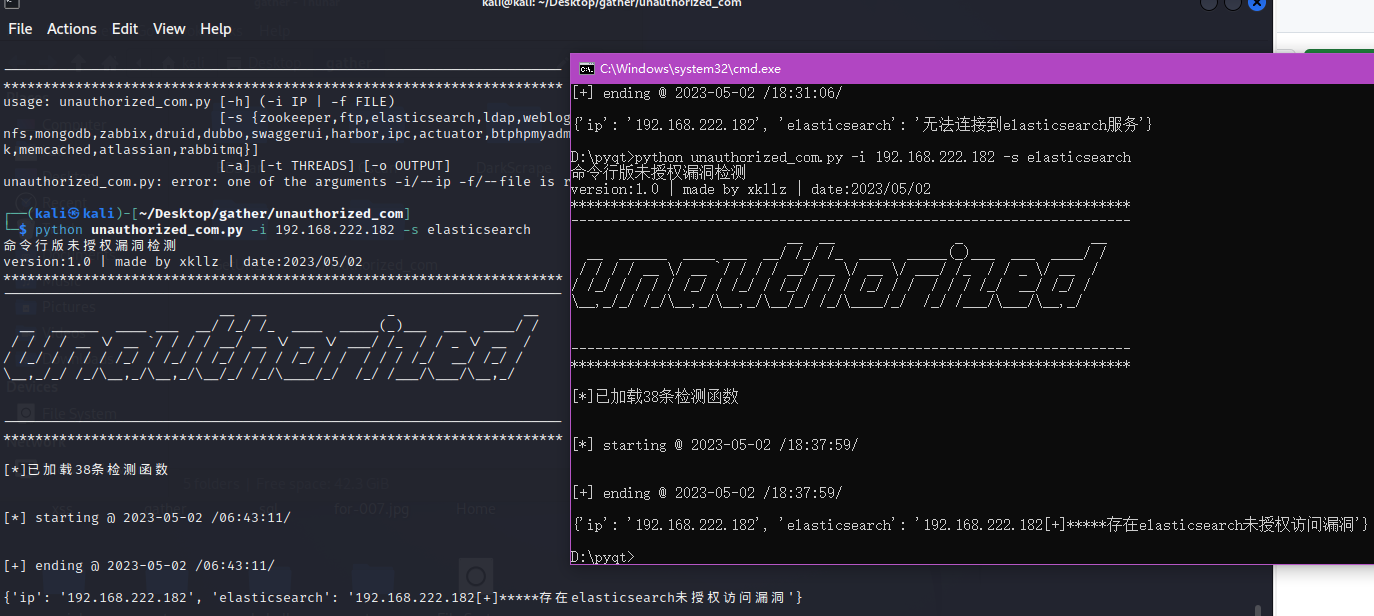 kali@kali: ~/Desktop/gather/unauthorized_com
File Actions Edit View Help
******************************************************************
usage: unauthorized_com.py [-h] (-i IP | -f FILE)
[-s {zookeeper,ftp,elasticsearch,ldap,weblog
nfs,mongodb,zabbix,druid,dubbo,swaggerui,harbor,ipc,actuator,btphpmyadm
k,memcached,atlassian,rabbitmq}]
[-a] [-t THREADS] [-o OUTPUT]
unauthorized_com.py: error: one of the arguments -i/--ip -f/--file is r
┌──(kali㉿kali)-[~/Desktop/gather/unauthorized_com]
└─$ python unauthorized_com.py -i 192.168.222.182 -s elasticsearch
命令行版未授权漏洞检测
version:1.0 | made by xkllz | date:2023/05/02
unauthorized
[*]已加载38条检测函数
[*] starting @ 2023-05-02 /06:43:11/
[+] ending @ 2023-05-02 /06:43:11/
{'ip': '192.168.222.182', 'elasticsearch': '192.168.222.182[+]*****存在elasticsearch未授权访问漏洞'}
C:\Windows\system32\cmd.exe
[+] ending @ 2023-05-02 /18:31:06/
{'ip': '192.168.222.182', 'elasticsearch': '无法连接到elasticsearch服务'}
D:\pyqt>python unauthorized_com.py -i 192.168.222.182 -s elasticsearch
命令行版未授权漏洞检测
version:1.0 | made by xkllz | date:2023/05/02
unauthorized
[*]已加载38条检测函数
[*] starting @ 2023-05-02 /18:37:59/
[+] ending @ 2023-05-02 /18:37:59/
{'ip': '192.168.222.182', 'elasticsearch': '192.168.222.182[+]*****存在elasticsearch未授权访问漏洞'}
D:\pyqt>